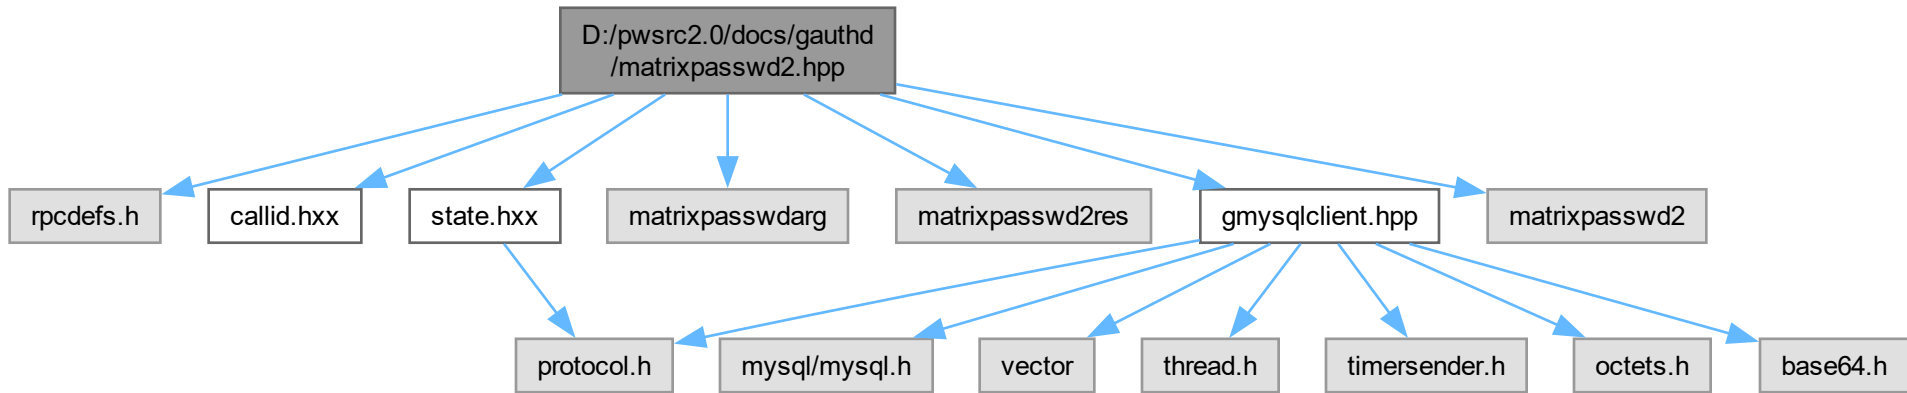 D:/pwsrc2.0/docs/gauthd
/matrixpasswd2.hpp
rpcdefs.h
callid.hxx
state.hxx
matrixpasswdarg
matrixpasswd2res
gmysqlclient.hpp
matrixpasswd2
protocol.h
mysql/mysql.h
vector
thread.h
timersender.h
octets.h
base64.h